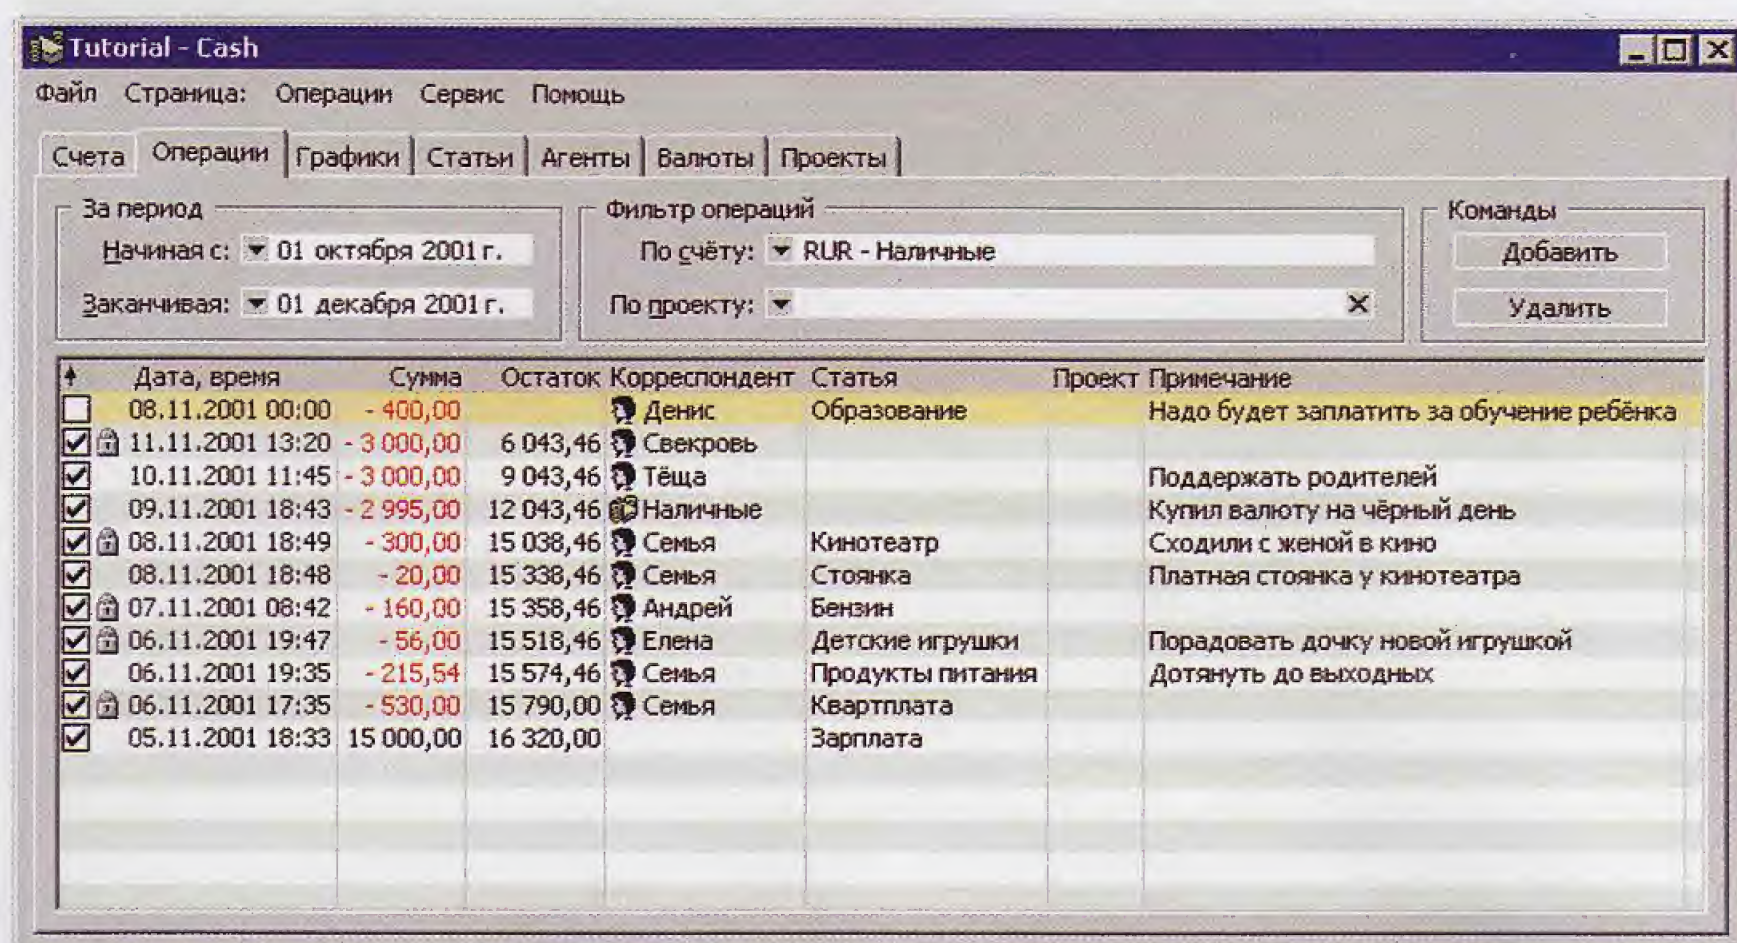 Tutorial - Cash
Файл Страница: Операции Сервис Помощь
Счета Операции Графики Статьи Агенты Валюты Проекты
За период Фильтр операций Команды
Начиная с: 01 октября 2001 г. По счёту: RUR - Наличные Добавить
Заканчивая: 01 декабря 2001 г. По проекту: Удалить
Дата, время Сумма Остаток Корреспондент Статья Проект Примечание
08.11.2001 00:00 - 400,00 Денис Образование Надо будет заплатить за обучение ребёнка
11.11.2001 13:20 - 3 000,00 6 043,46 Свекровь
10.11.2001 11:45 - 3 000,00 9 043,46 Тёща Поддержать родителей
09.11.2001 18:43 - 2 995,00 12 043,46 Наличные Купил валюту на чёрный день
08.11.2001 18:49 - 300,00 15 038,46 Семья Кинотеатр Сходили с женой в кино
08.11.2001 18:48 - 20,00 15 338,46 Семья Стоянка Платная стоянка у кинотеатра
07.11.2001 08:42 - 160,00 15 358,46 Андрей Бензин
06.11.2001 19:47 - 56,00 15 518,46 Елена Детские игрушки Порадовать дочку новой игрушкой
06.11.2001 19:35 - 215,54 15 574,46 Семья Продукты питания Дотянуть до выходных
06.11.2001 17:35 - 530,00 15 790,00 Семья Квартплата
05.11.2001 18:33 15 000,00 16 320,00 Зарплата